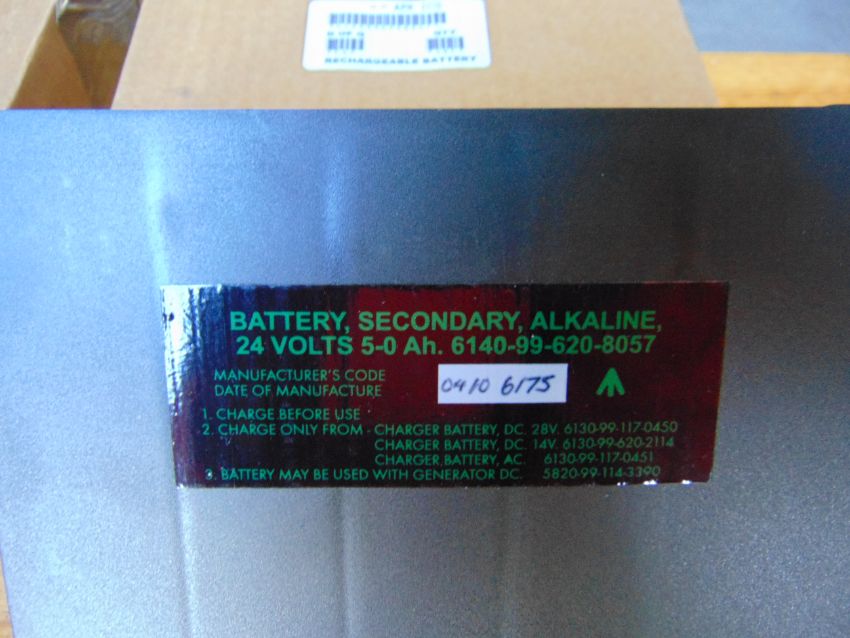 RECHARGEABLE BATTERY
BATTERY, SECONDARY, ALKALINE,
24 VOLTS 5-0 Ah. 6140-99-620-8057
MANUFACTURER'S CODE
DATE OF MANUFACTURE
0410 6175
1. CHARGE BEFORE USE
2. CHARGE ONLY FROM - CHARGER BATTERY, DC. 28V. 6130-99-117-0450
CHARGER BATTERY, DC. 14V. 6130-99-620-2114
CHARGER BATTERY, AC. 6130-99-117-0451
3. BATTERY MAY BE USED WITH GENERATOR DC. 5820-99-114-3390